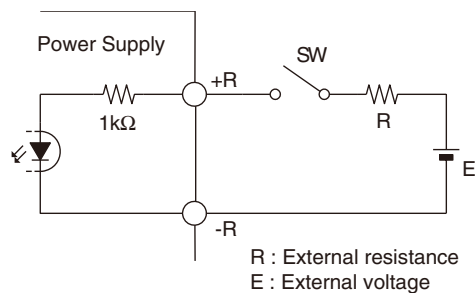 Power Supply
+R
SW
1kΩ
R
E
-R
R : External resistance
E : External voltage